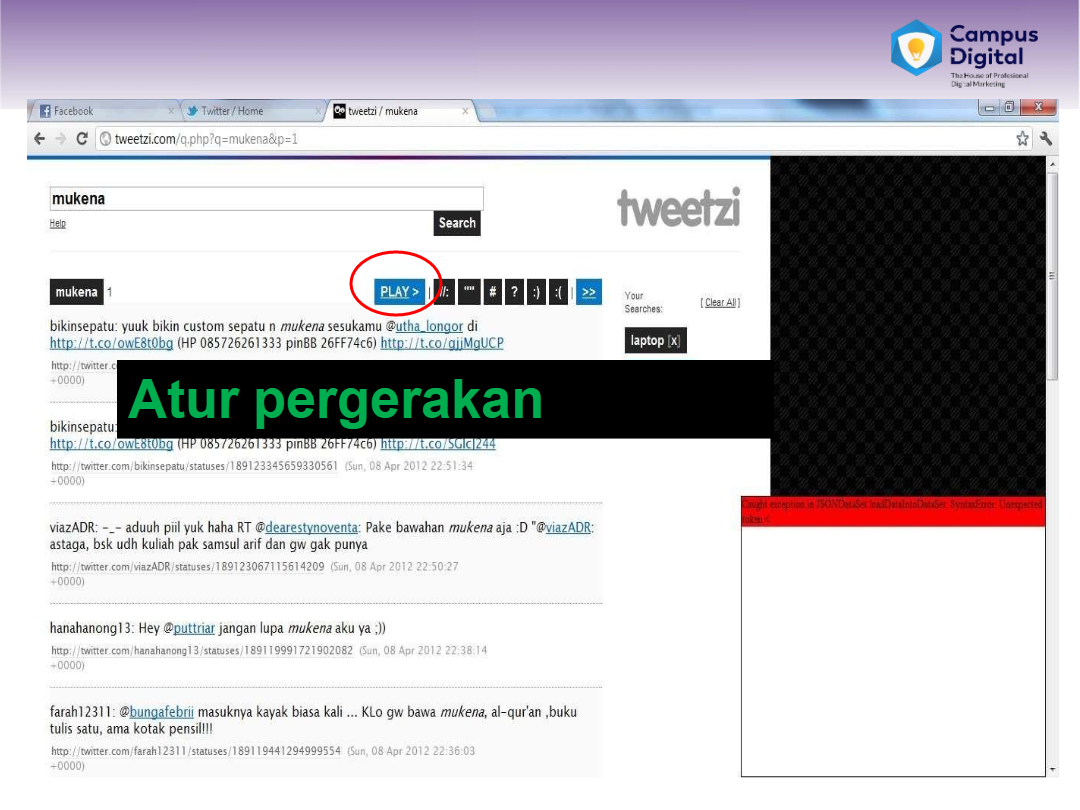 Campus
Digital
The House of Profesional
Digital Marketing
Facebook
Twitter / Home
tweetzi / mukena
tweetzi.com/q.php?q=mukena&p=1
mukena
Help
Search
tweetzi
mukena 1
PLAY > | //: "" # ? :) :( | >>
Your
Searches:
[ Clear All ]
laptop [x]
bikinsepatu: yuuk bikin custom sepatu n mukena sesukamu @utha_longor di
http://t.co/owE8t0bg (HP 085726261333 pinBB 26FF74c6) http://t.co/gjjMgUCP
http://twitter.c
+0000)
Atur pergerakan
bikinsepatu:
http://t.co/owE8t0bg (HP 085726261333 pinBB 26FF74c6) http://t.co/SGlcJ244
http://twitter.com/bikinsepatu/statuses/189123345659330561 (Sun, 08 Apr 2012 22:51:34
+0000)
viazADR: -_- aduuh piil yuk haha RT @dearestynoventa: Pake bawahan mukena aja :D "@viazADR:
astaga, bsk udh kuliah pak samsul arif dan gw gak punya
http://twitter.com/viazADR/statuses/189123067115614209 (Sun, 08 Apr 2012 22:50:27
+0000)
hanahanong13: Hey @puttriar jangan lupa mukena aku ya ;))
http://twitter.com/hanahanong13/statuses/189119991721902082 (Sun, 08 Apr 2012 22:38:14
+0000)
farah12311: @bungafebrii masuknya kayak biasa kali ... KLo gw bawa mukena, al-qur'an ,buku
tulis satu, ama kotak pensil!!!
http://twitter.com/farah12311/statuses/189119441294999554 (Sun, 08 Apr 2012 22:36:03
+0000)
Caught exception in JSONDataSet.loadDataIntoDataSet: SyntaxError: Unexpected
token <